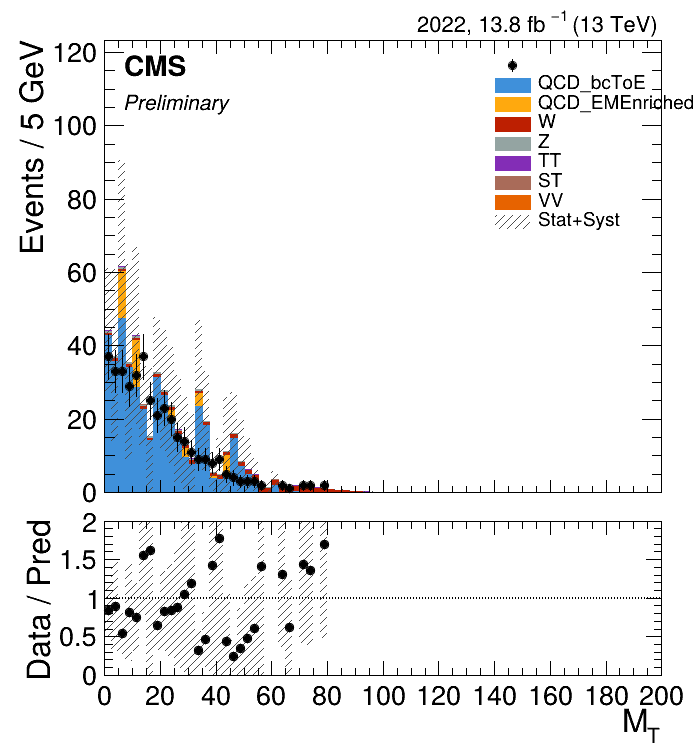 2022, 13.8 fb⁻¹ (13 TeV)
CMS
Preliminary
QCD_bcToE
QCD_EMEnriched
W
Z
TT
ST
VV
Stat+Syst
Events / 5 GeV
120
100
80
60
40
20
0
Data / Pred
2
1.5
1
0.5
0
0 20 40 60 80 100 120 140 160 180 200
M_T